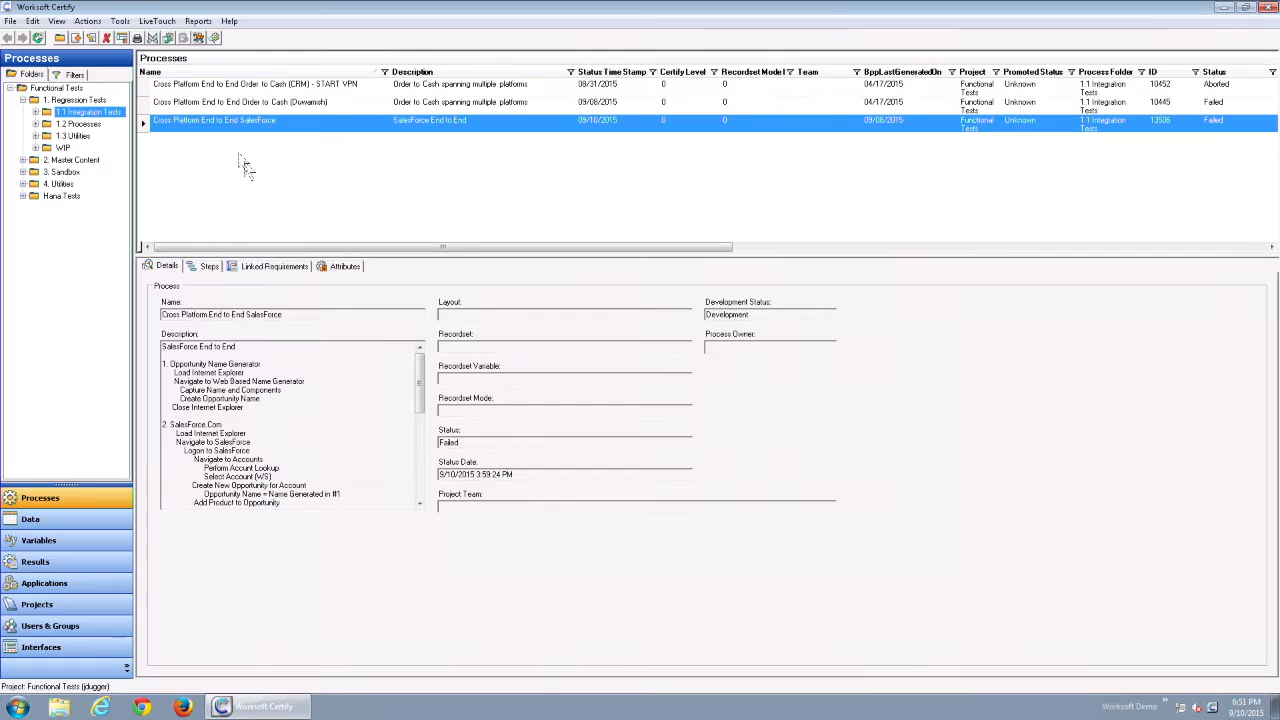 Worksoft Certify
File Edit View Actions Tools LiveTouch Reports Help
Processes
Folders Filters
Functional Tests
1. Regression Tests
1.1 Integration Tests
1.2 Processes
1.3 Utilities
WIP
2. Master Content
3. Sandbox
4. Utilities
Hana Tests
Processes
Data
Variables
Results
Applications
Projects
Users & Groups
Interfaces
Processes
Name Description Status Time Stamp Certify Level Recordset Mode Team BppLastGeneratedOn Project Promoted Status Process Folder ID Status
Cross Platform End to End Order to Cash (CRM) - START VPN Order to Cash spanning multiple platforms 08/31/2015 0 0 04/17/2015 Functional Tests Unknown 1.1 Integration Tests 10452 Aborted
Cross Platform End to End Order to Cash (Duwamish) Order to Cash spanning multiple platforms 09/08/2015 0 0 04/17/2015 Functional Tests Unknown 1.1 Integration Tests 10445 Failed
Cross Platform End to End SalesForce SalesForce End to End 09/10/2015 0 0 09/08/2015 Functional Tests Unknown 1.1 Integration Tests 13506 Failed
Details Steps Linked Requirements Attributes
Process
Name:
Cross Platform End to End SalesForce
Description:
SalesForce End to End
1. Opportunity Name Generator
Load Internet Explorer
Navigate to Web Based Name Generator
Capture Name and Components
Create Opportunity Name
Close Internet Explorer
2. SalesForce.Com
Load Internet Explorer
Navigate to SalesForce
Logon to SalesForce
Navigate to Accounts
Perform Accunt Lookup
Select Account (WS)
Create New Opportunity for Account
Opportunity Name = Name Generated in #1
Add Product to Opportunity
Layout:
Recordset:
Recordset Variable:
Recordset Mode:
Status:
Failed
Status Date:
9/10/2015 3:59:24 PM
Project Team:
Development Status:
Development
Process Owner:
Project: Functional Tests (jdugger)
Worksoft Certify
Worksoft Demo
6:51 PM
9/10/2015